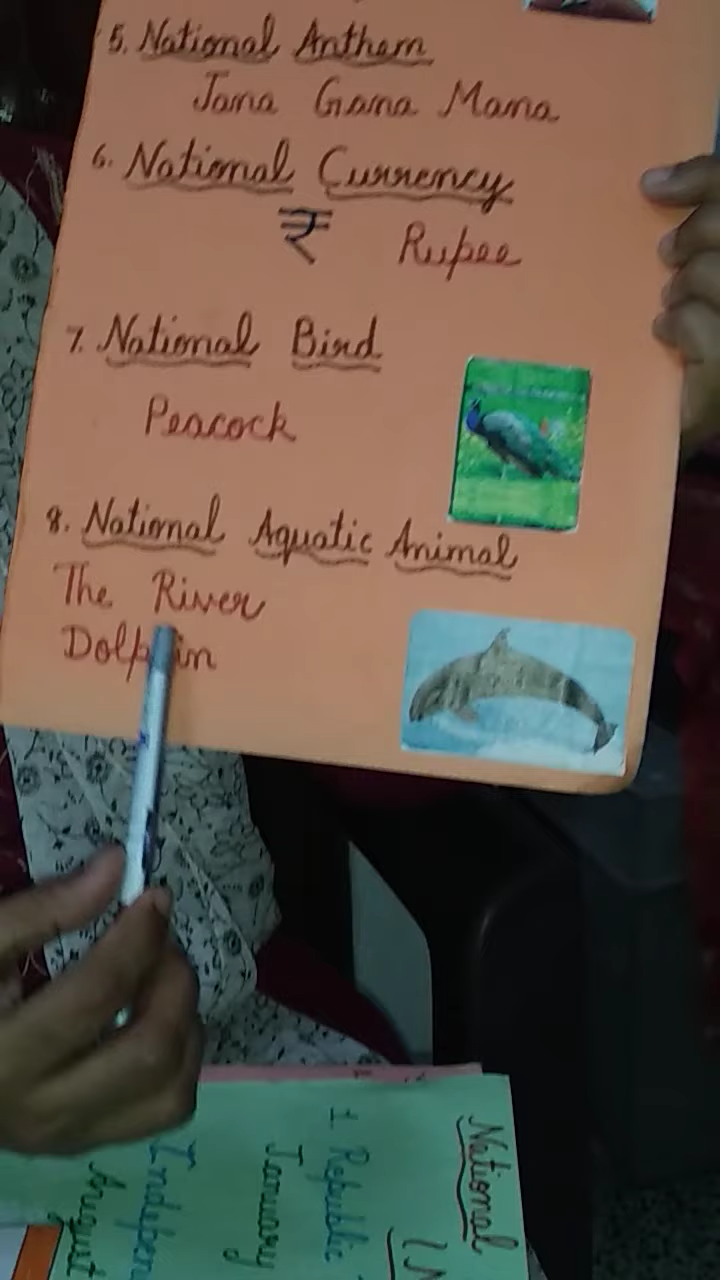 5. National Anthem
Jana Gana Mana
6. National Currency
₹ Rupee
7. National Bird
Peacock
8. National Aquatic Animal
The River
Dolphin
National
1. Republic
January
August